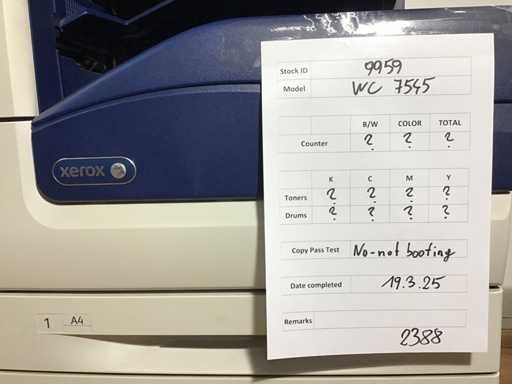 Stock ID 9959
Model WC 7545
B/W COLOR TOTAL
Counter ? ? ?
K C M Y
Toners ? ? ? ?
Drums ? ? ? ?
Copy Pass Test No-not booting
Date completed 19.3.25
Remarks
2388
xerox
1 A4